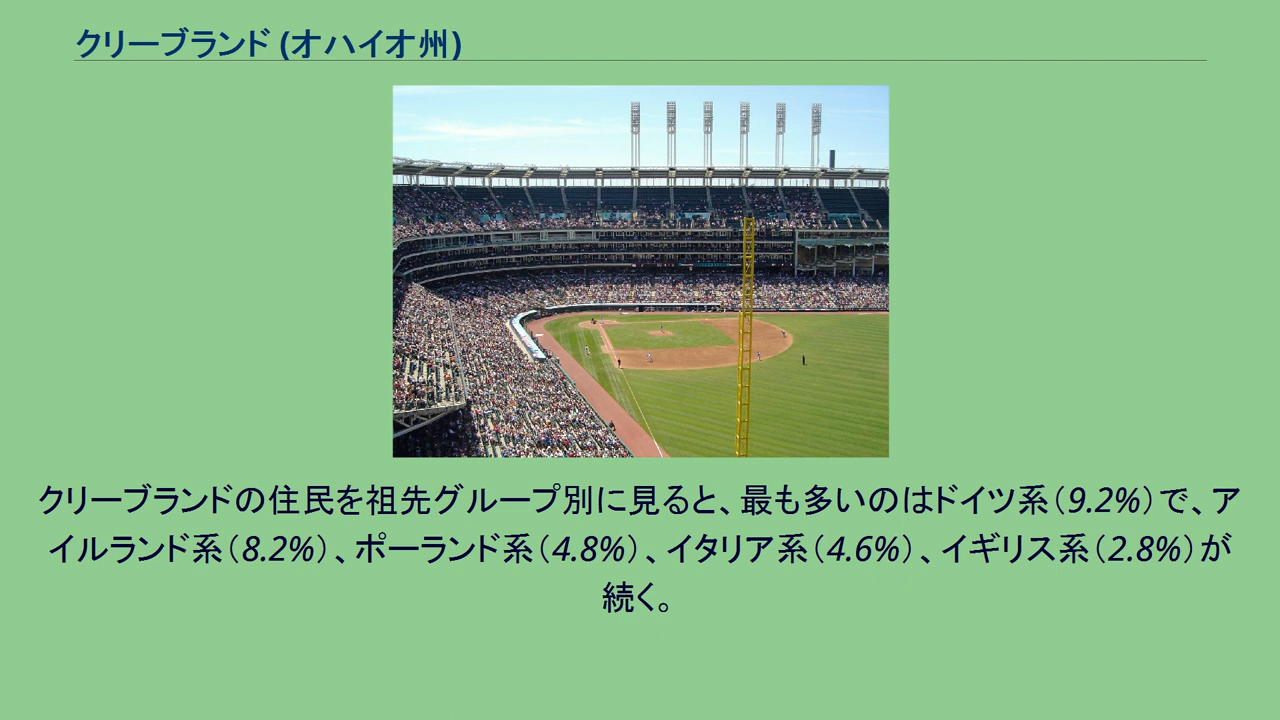 クリーブランド (オハイオ州)
クリーブランドの住民を祖先グループ別に見ると、最も多いのはドイツ系（9.2%）で、ア
イルランド系（8.2%）、ポーランド系（4.8%）、イタリア系（4.6%）、イギリス系（2.8%）が
続く。